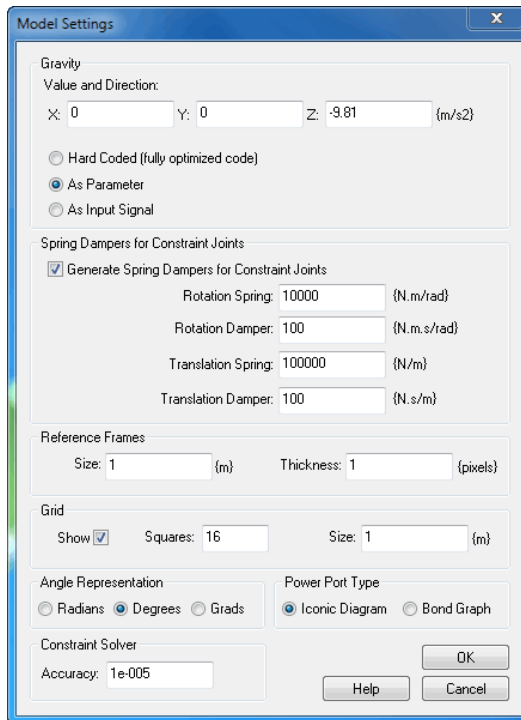 Model Settings
Gravity
Value and Direction:
X: 0 Y: 0 Z: -9.81 {m/s2}
Hard Coded (fully optimized code)
As Parameter
As Input Signal
Spring Dampers for Constraint Joints
Generate Spring Dampers for Constraint Joints
Rotation Spring: 10000 {N.m/rad}
Rotation Damper: 100 {N.m.s/rad}
Translation Spring: 100000 {N/m}
Translation Damper: 100 {N.s/m}
Reference Frames
Size: 1 {m} Thickness: 1 {pixels}
Grid
Show Squares: 16 Size: 1 {m}
Angle Representation Power Port Type
Radians Degrees Grads Iconic Diagram Bond Graph
Constraint Solver
Accuracy: 1e-005
OK
Help Cancel